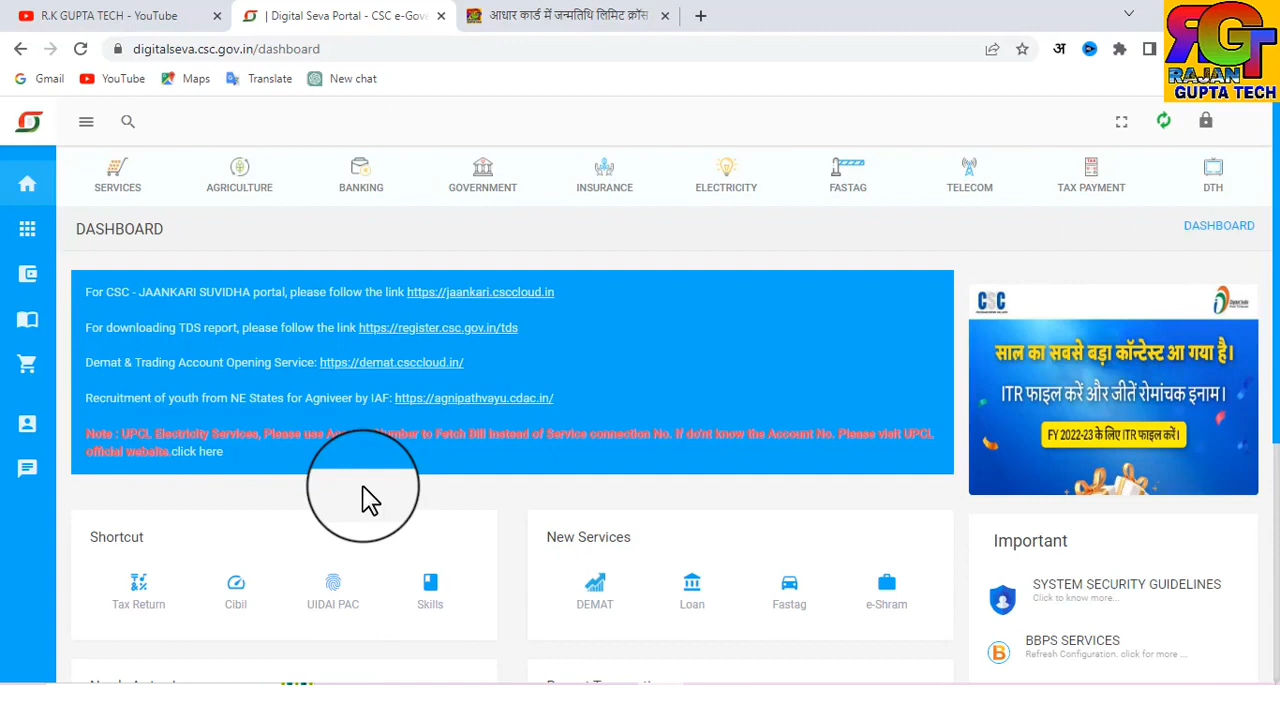 R.K GUPTA TECH - YouTube
| Digital Seva Portal - CSC e-Gove
आधार कार्ड में जन्मतिथि लिमिट क्रॉस
digitalseva.csc.gov.in/dashboard
अ
Gmail
YouTube
Maps
Translate
New chat
RGT
RAJAN
GUPTA TECH
SERVICES
AGRICULTURE
BANKING
GOVERNMENT
INSURANCE
ELECTRICITY
FASTAG
TELECOM
TAX PAYMENT
DTH
DASHBOARD
DASHBOARD
For CSC - JAANKARI SUVIDHA portal, please follow the link https://jaankari.csccloud.in
For downloading TDS report, please follow the link https://register.csc.gov.in/tds
Demat & Trading Account Opening Service: https://demat.csccloud.in/
Recruitment of youth from NE States for Agniveer by IAF: https://agnipathvayu.cdac.in/
Note : UPCL Electricity Services, Please use Account Number to Fetch Bill instead of Service connection No. If do'nt know the Account No. Please visit UPCL
official website.click here
CSC
साल का सबसे बड़ा कॉन्टेस्ट आ गया है।
ITR फाइल करें और जीतें रोमांचक इनाम।
FY 2022-23 के लिए ITR फाइल करें।
Shortcut
Tax Return
Cibil
UIDAI PAC
Skills
New Services
DEMAT
Loan
Fastag
e-Shram
Important
SYSTEM SECURITY GUIDELINES
Click to know more...
BBPS SERVICES
Refresh Configuration. click for more ...